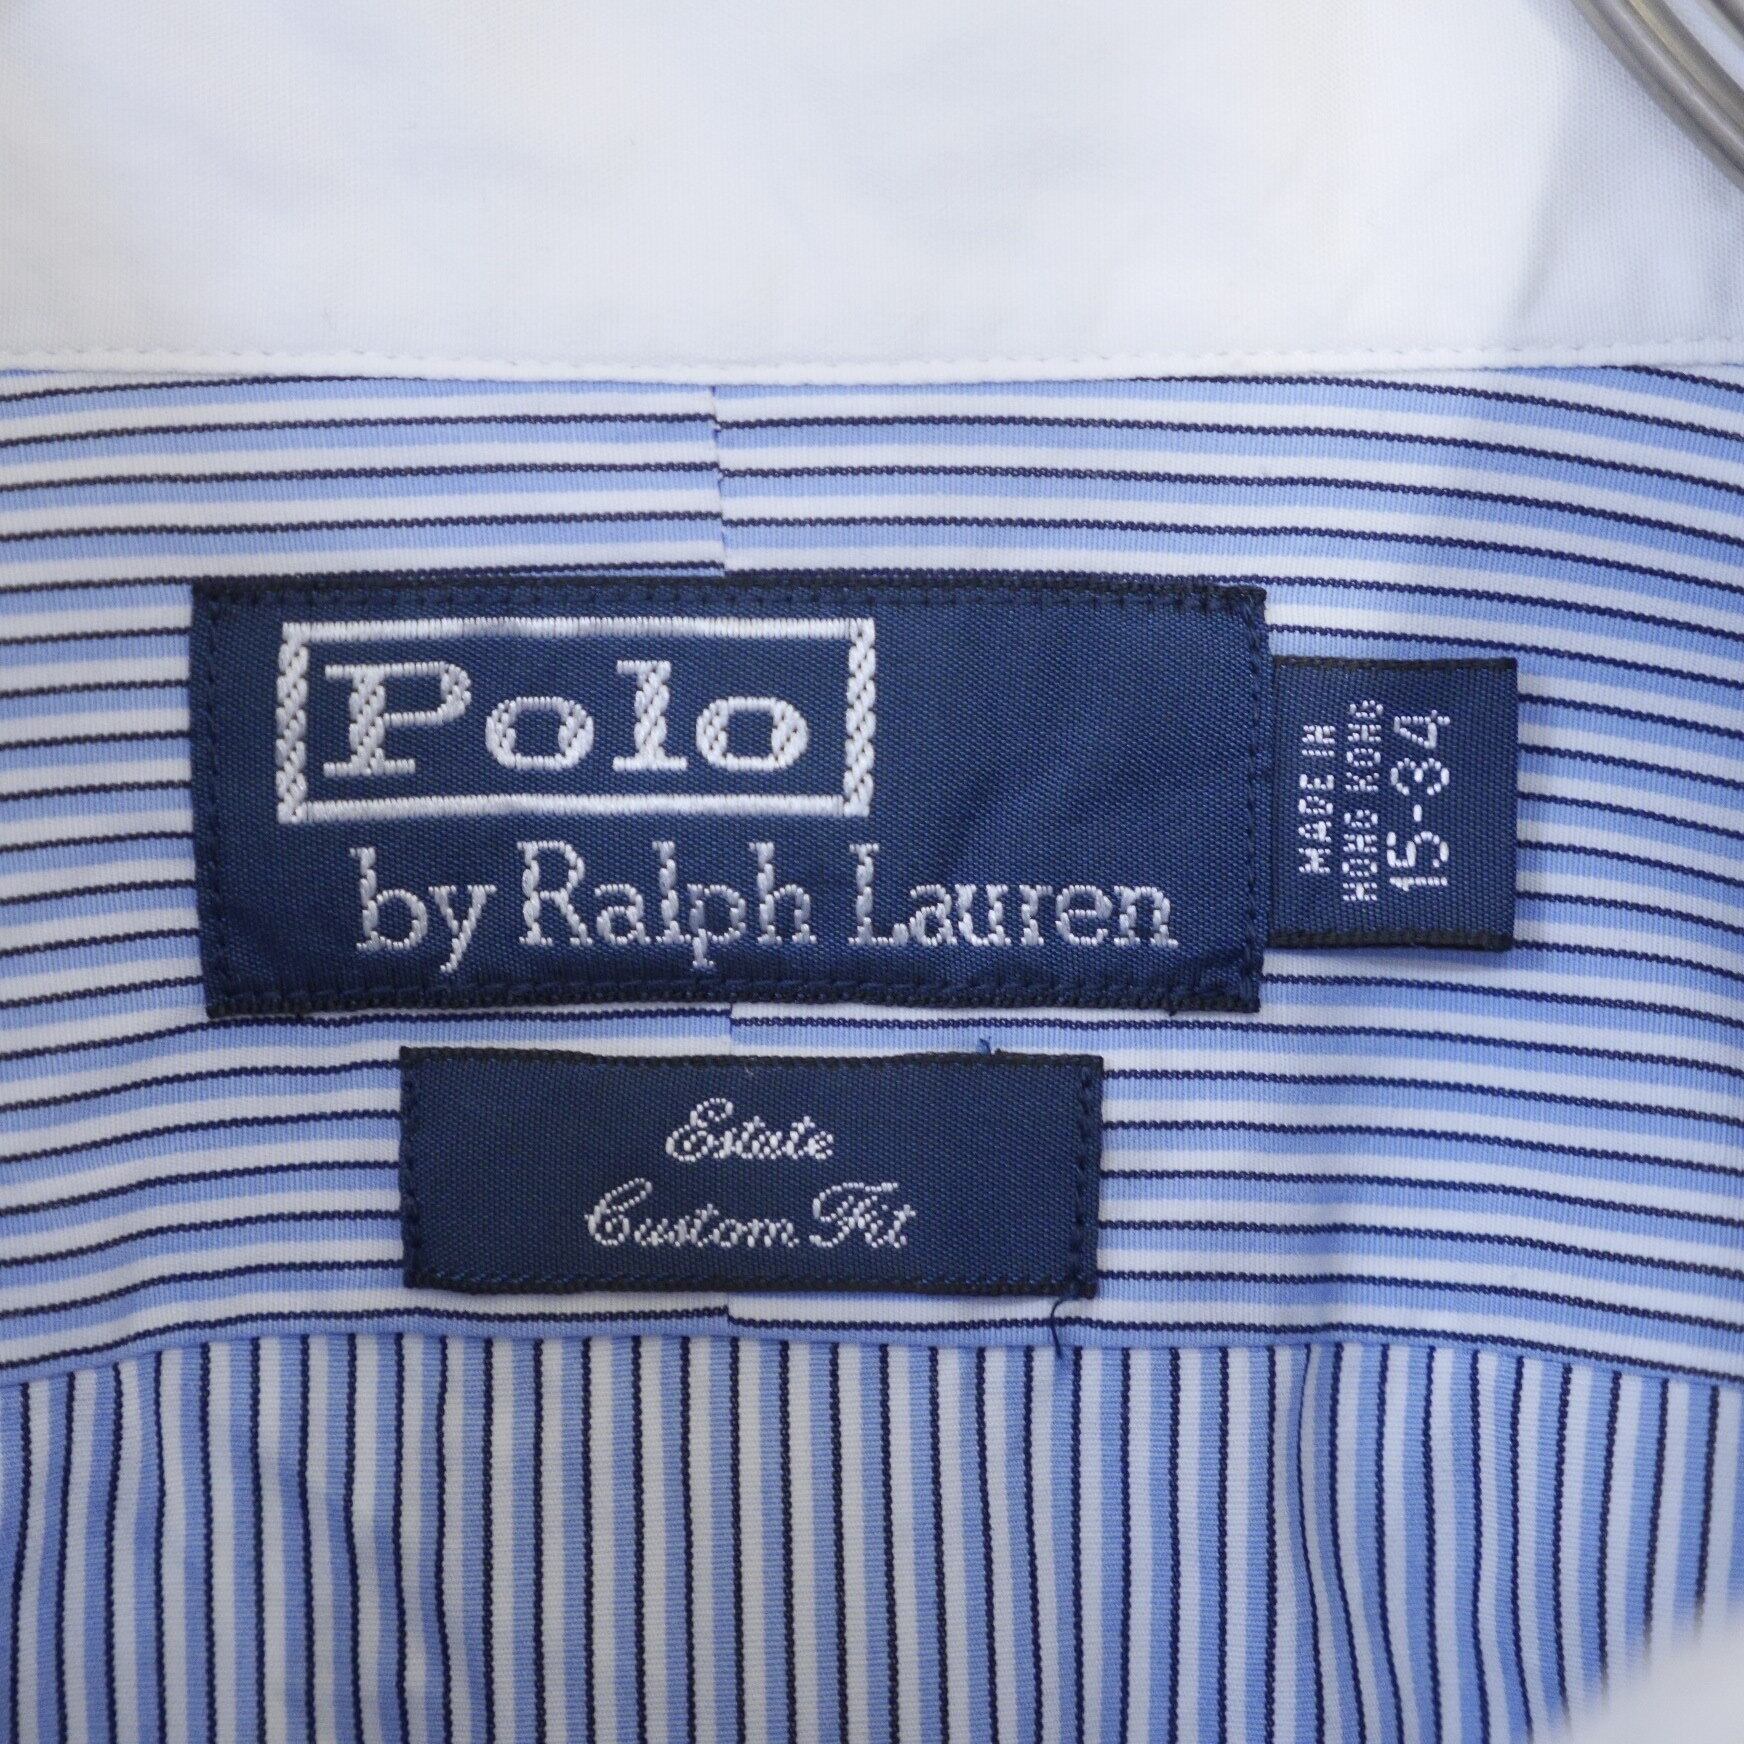 Polo
by Ralph Lauren
MADE IN
HONG KONG
15-34
Estate
Custom Fit